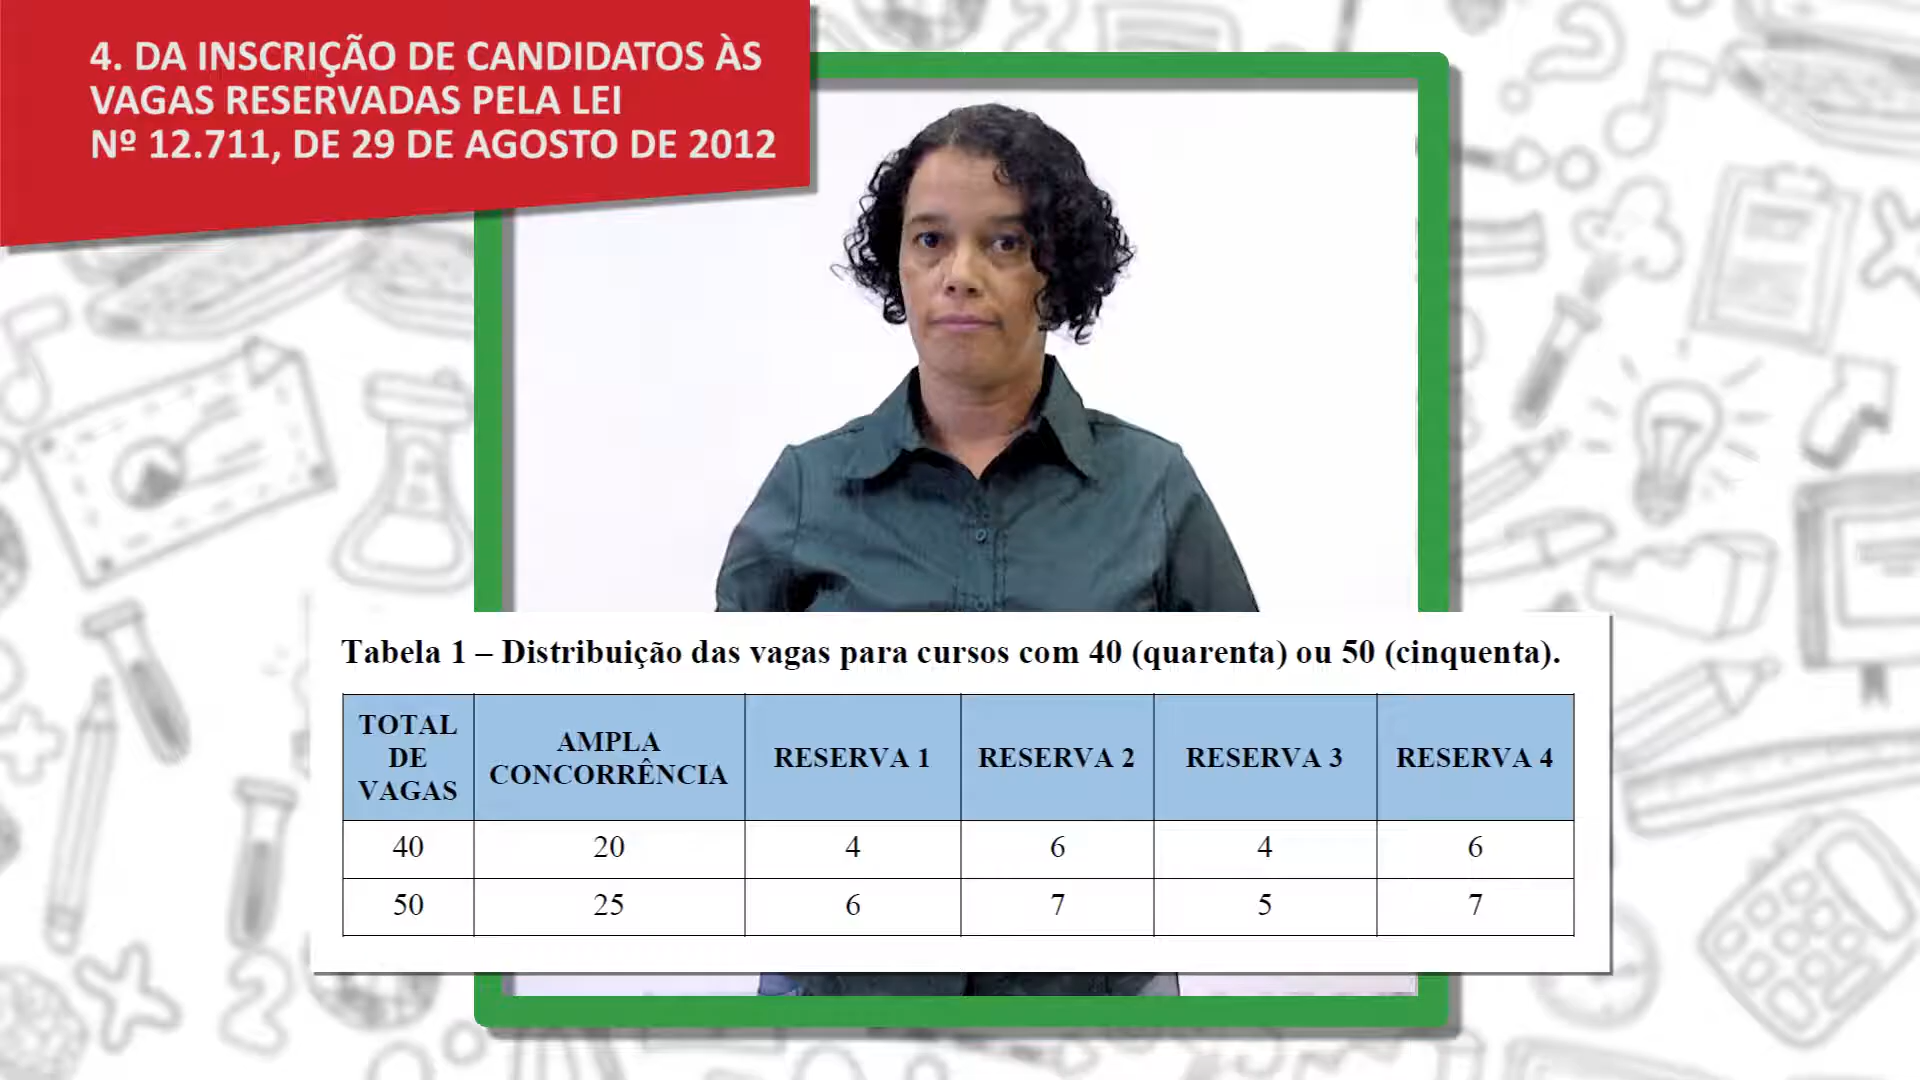 4. DA INSCRIÇÃO DE CANDIDATOS ÀS
VAGAS RESERVADAS PELA LEI
Nº 12.711, DE 29 DE AGOSTO DE 2012
Tabela 1 – Distribuição das vagas para cursos com 40 (quarenta) ou 50 (cinquenta).
TOTAL DE VAGAS AMPLA CONCORRÊNCIA RESERVA 1 RESERVA 2 RESERVA 3 RESERVA 4
40 20 4 6 4 6
50 25 6 7 5 7